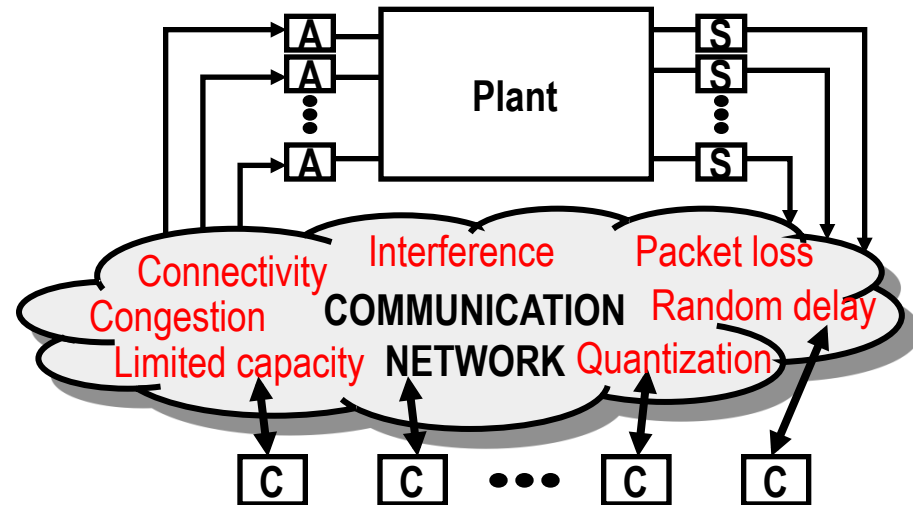 A
S
A
Plant
S
A
S
Interference
Packet loss
Connectivity
Random delay
Congestion
COMMUNICATION
Limited capacity
NETWORK
Quantization
C
C
C
C